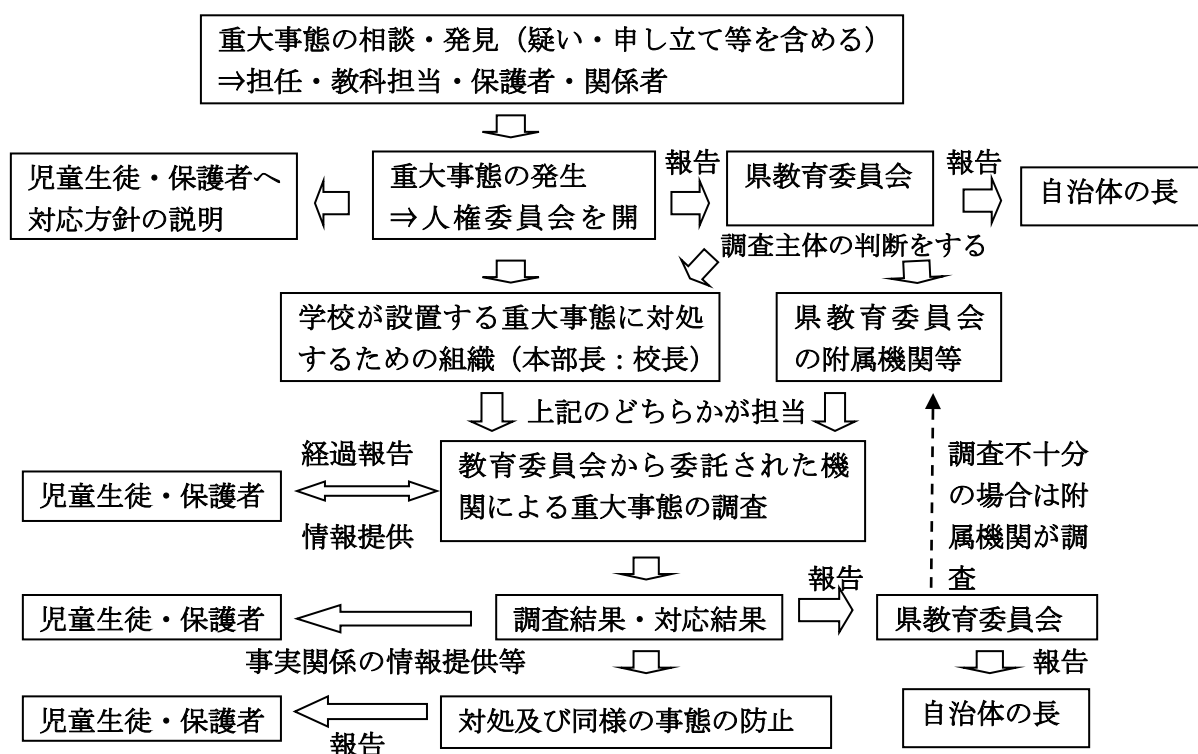 重大事態の相談・発見（疑い・申し立て等を含める）
⇒担任・教科担当・保護者・関係者
児童生徒・保護者へ
対応方針の説明
重大事態の発生
⇒人権委員会を開
報告
県教育委員会
報告
自治体の長
調査主体の判断をする
学校が設置する重大事態に対処
するための組織（本部長：校長）
県教育委員会
の附属機関等
上記のどちらかが担当
児童生徒・保護者
経過報告
情報提供
教育委員会から委託された機
関による重大事態の調査
調査不十分
の場合は附
属機関が調
査
児童生徒・保護者
調査結果・対応結果
報告
県教育委員会
事実関係の情報提供等
報告
児童生徒・保護者
報告
対処及び同様の事態の防止
自治体の長